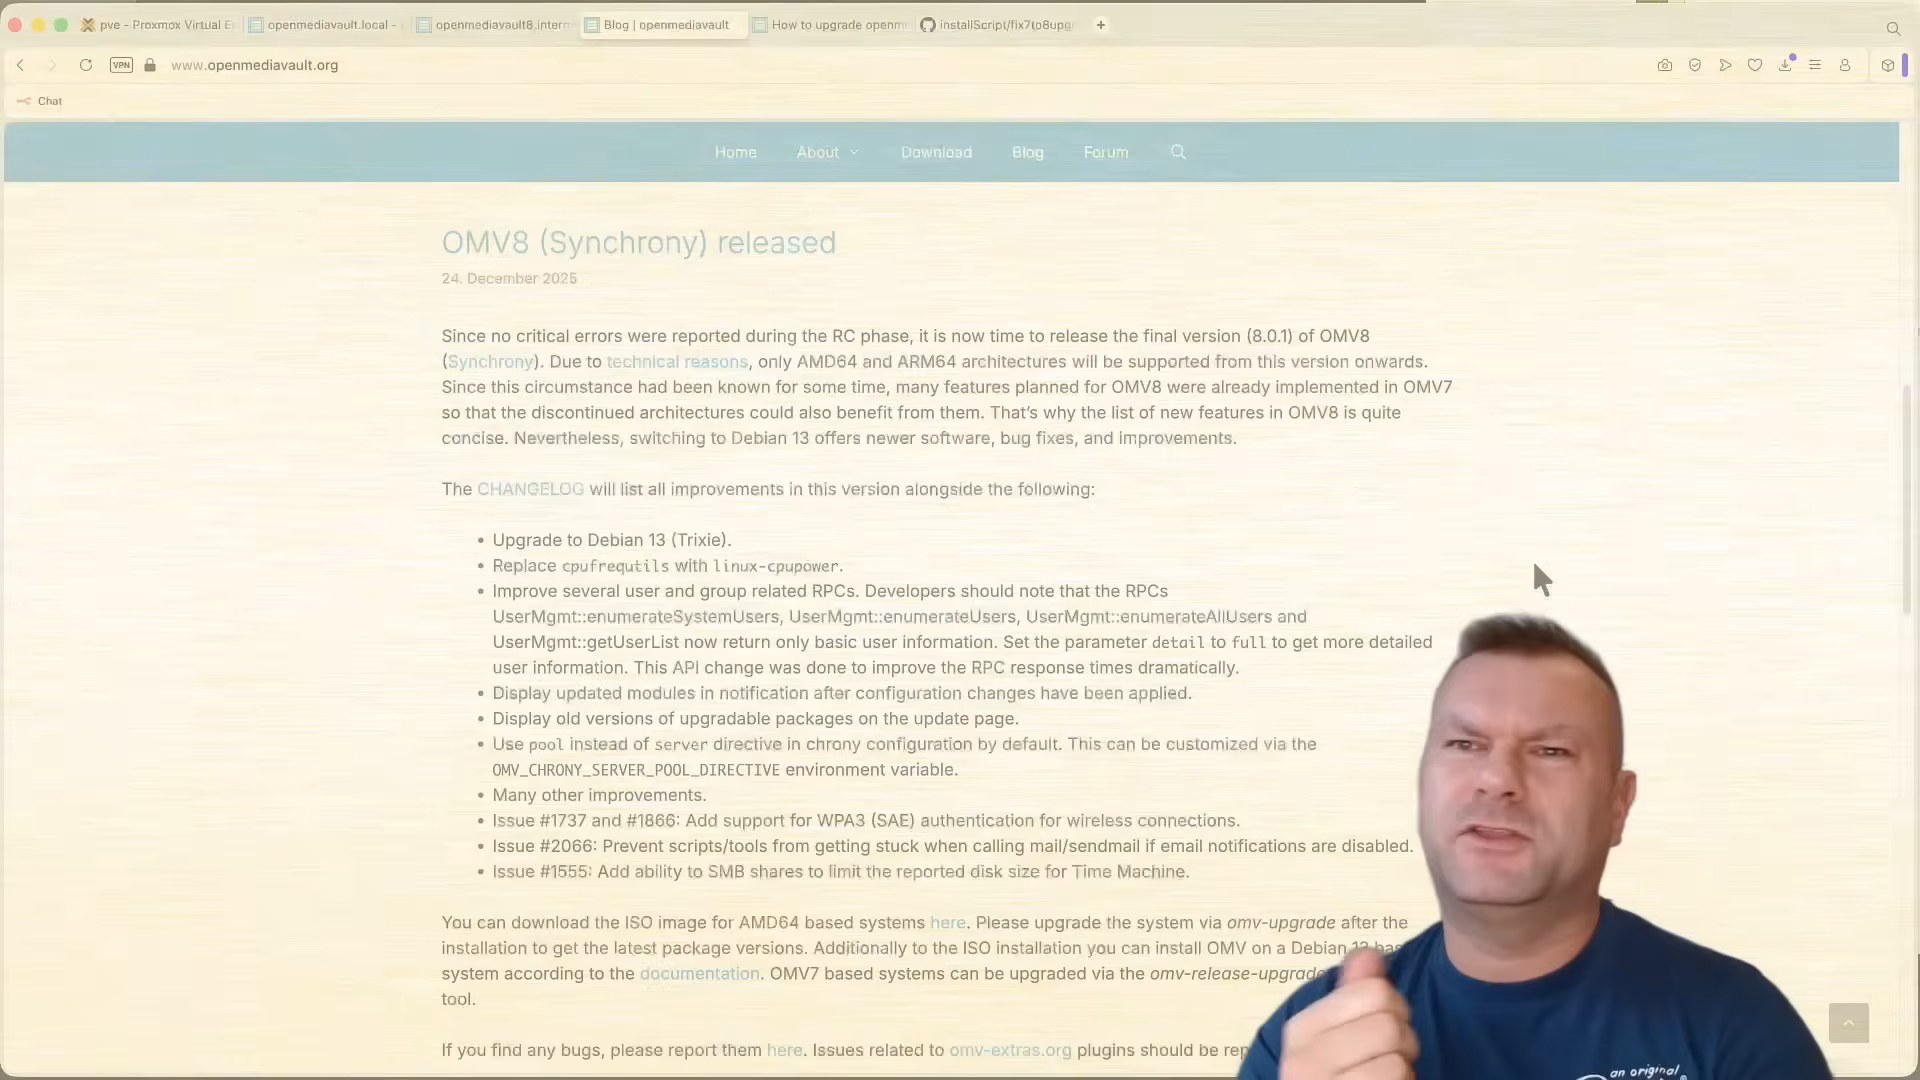 pve - Proxmox Virtual E
openmediavault.local -
openmediavault8.intern
Blog | openmediavault
How to upgrade openm
installScript/fix7to8upg
VPN
www.openmediavault.org
Chat
Home
About
Download
Blog
Forum
OMV8 (Synchrony) released
24. December 2025
Since no critical errors were reported during the RC phase, it is now time to release the final version (8.0.1) of OMV8
(Synchrony). Due to technical reasons, only AMD64 and ARM64 architectures will be supported from this version onwards.
Since this circumstance had been known for some time, many features planned for OMV8 were already implemented in OMV7
so that the discontinued architectures could also benefit from them. That’s why the list of new features in OMV8 is quite
concise. Nevertheless, switching to Debian 13 offers newer software, bug fixes, and improvements.
The CHANGELOG will list all improvements in this version alongside the following:
• Upgrade to Debian 13 (Trixie).
• Replace cpufrequtils with linux-cpupower.
• Improve several user and group related RPCs. Developers should note that the RPCs
UserMgmt::enumerateSystemUsers, UserMgmt::enumerateUsers, UserMgmt::enumerateAllUsers and
UserMgmt::getUserList now return only basic user information. Set the parameter detail to full to get more detailed
user information. This API change was done to improve the RPC response times dramatically.
• Display updated modules in notification after configuration changes have been applied.
• Display old versions of upgradable packages on the update page.
• Use pool instead of server directive in chrony configuration by default. This can be customized via the
OMV_CHRONY_SERVER_POOL_DIRECTIVE environment variable.
• Many other improvements.
• Issue #1737 and #1866: Add support for WPA3 (SAE) authentication for wireless connections.
• Issue #2066: Prevent scripts/tools from getting stuck when calling mail/sendmail if email notifications are disabled.
• Issue #1555: Add ability to SMB shares to limit the reported disk size for Time Machine.
You can download the ISO image for AMD64 based systems here. Please upgrade the system via omv-upgrade after the
installation to get the latest package versions. Additionally to the ISO installation you can install OMV on a Debian 13 bas
system according to the documentation. OMV7 based systems can be upgraded via the omv-release-upgrade
tool.
If you find any bugs, please report them here. Issues related to omv-extras.org plugins should be rep
an original